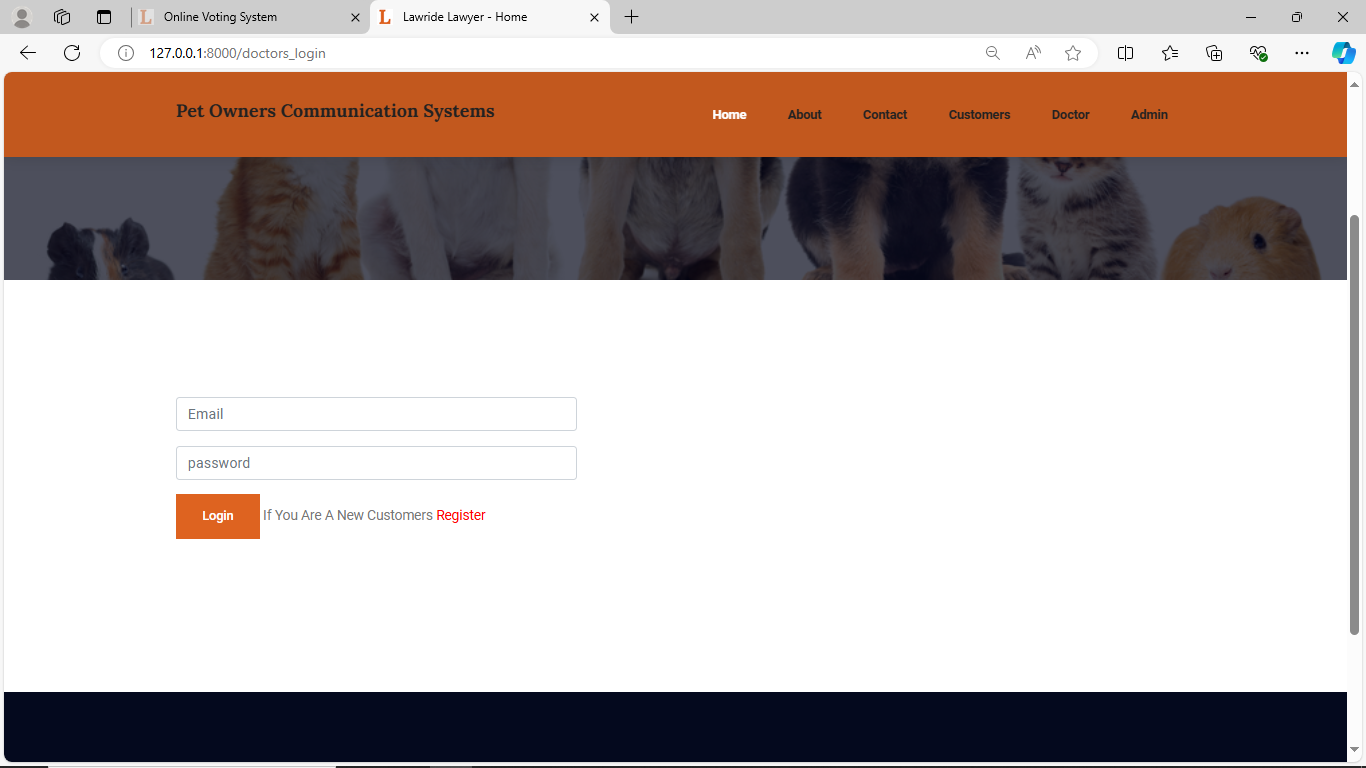 L Online Voting System
L Lawride Lawyer - Home
127.0.0.1:8000/doctors_login
Pet Owners Communication Systems
Home About Contact Customers Doctor Admin
Email
password
Login If You Are A New Customers Register